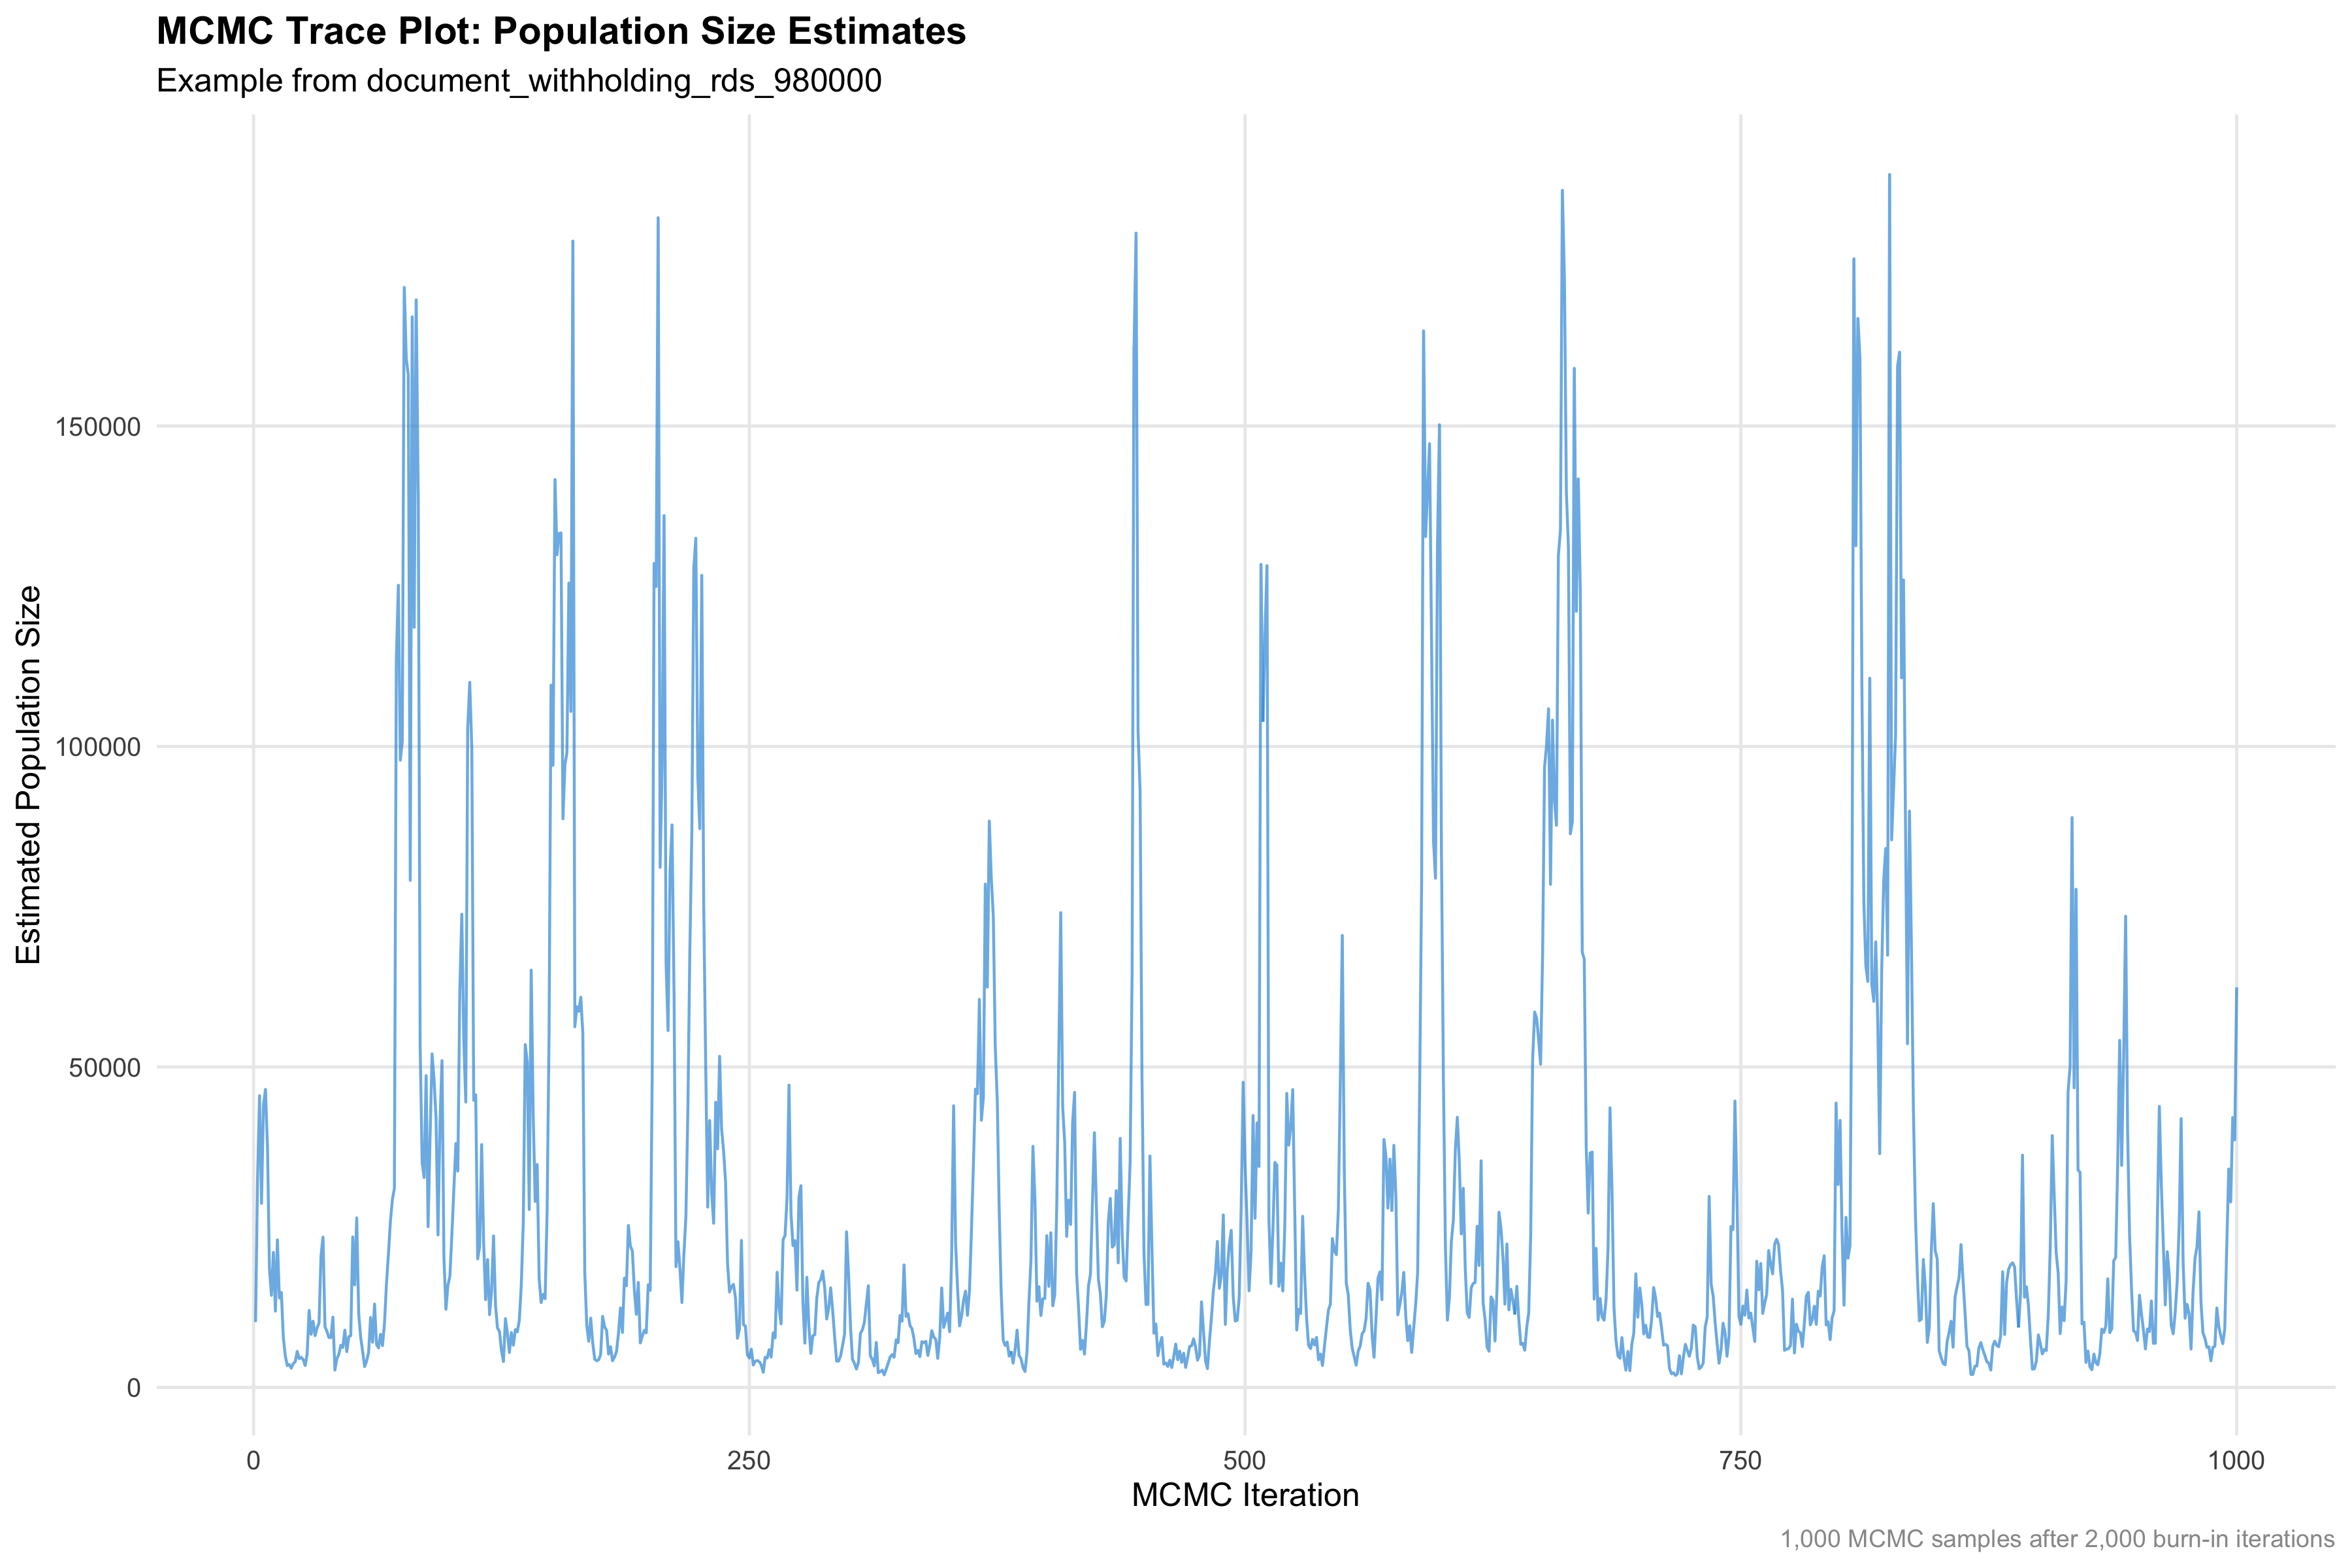 MCMC Trace Plot: Population Size Estimates
Example from document_withholding_rds_980000
Estimated Population Size
150000
100000
50000
0
0 250 500 750 1000
MCMC Iteration
1,000 MCMC samples after 2,000 burn-in iterations